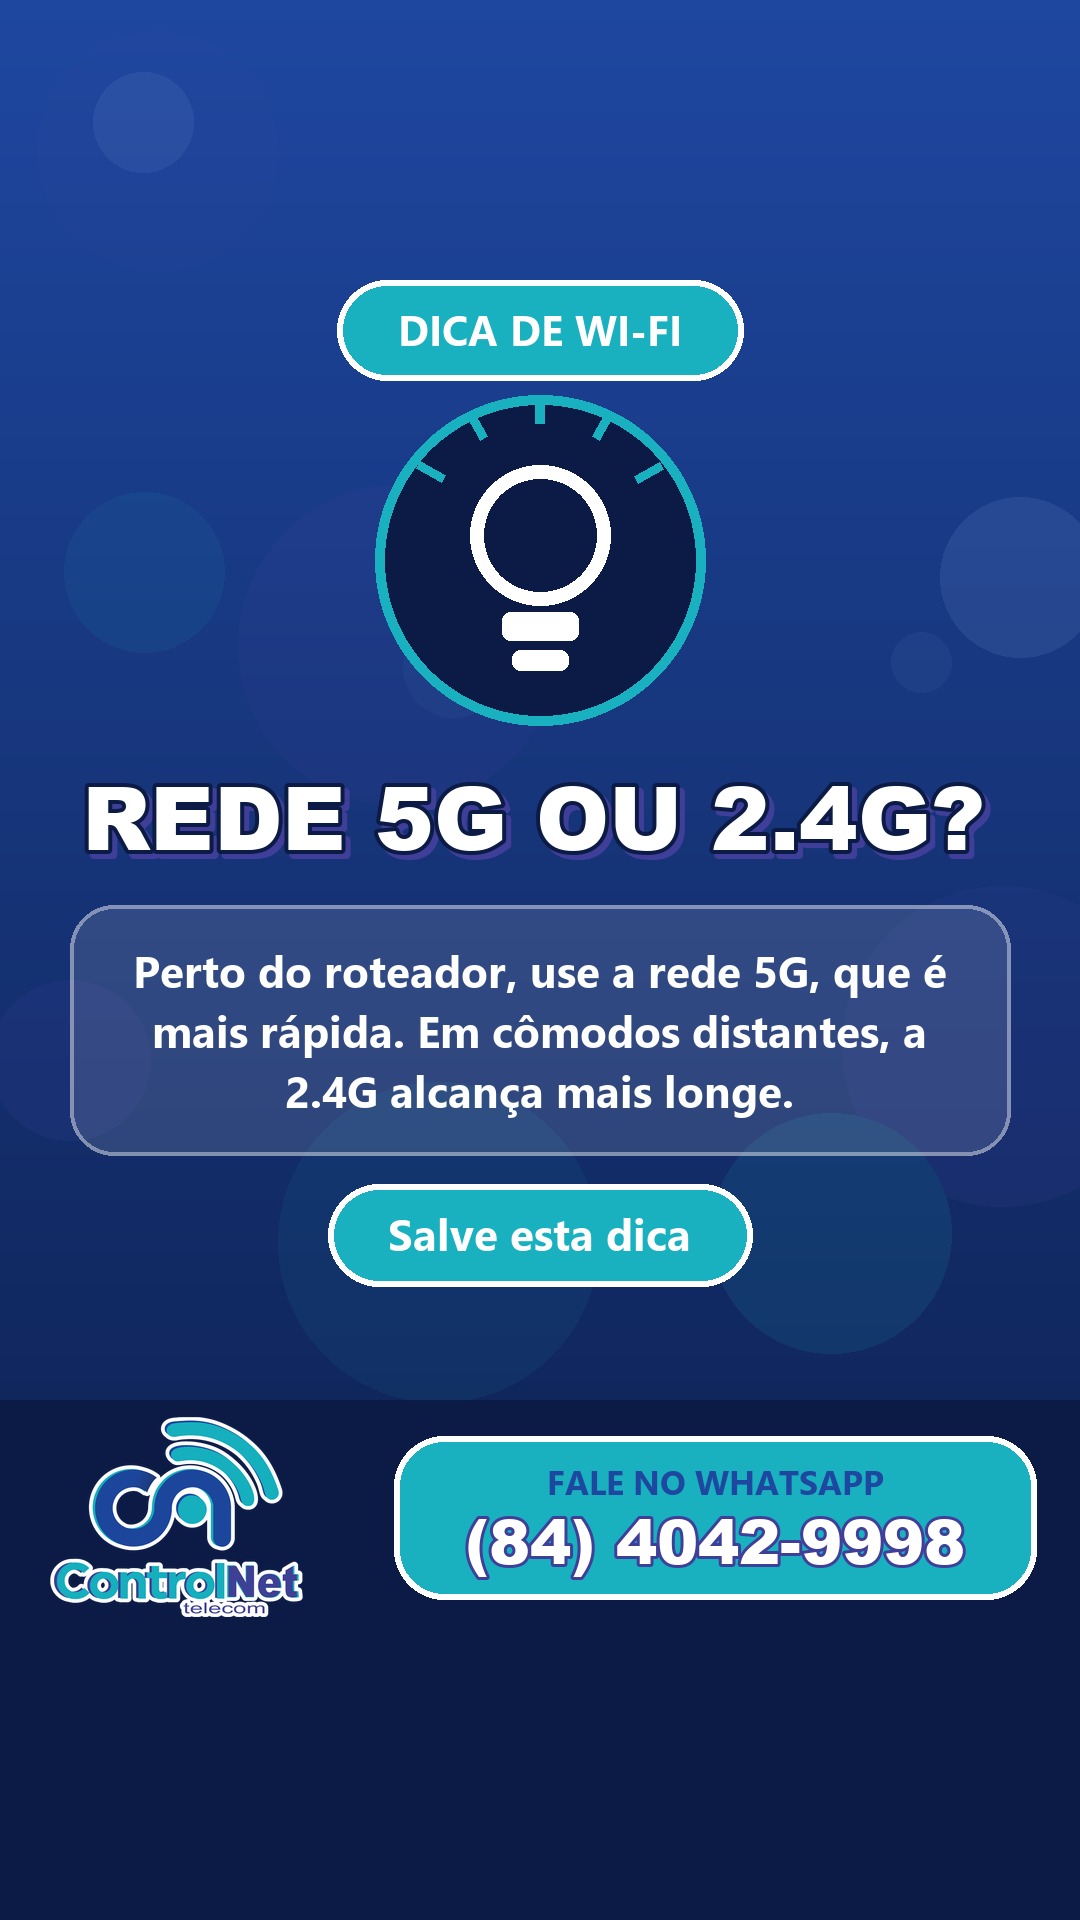 DICA DE WI-FI
REDE 5G OU 2.4G?
Perto do roteador, use a rede 5G, que é
mais rápida. Em cômodos distantes, a
2.4G alcança mais longe.
Salve esta dica
FALE NO WHATSAPP
(84) 4042-9998
ControlNet
telecom